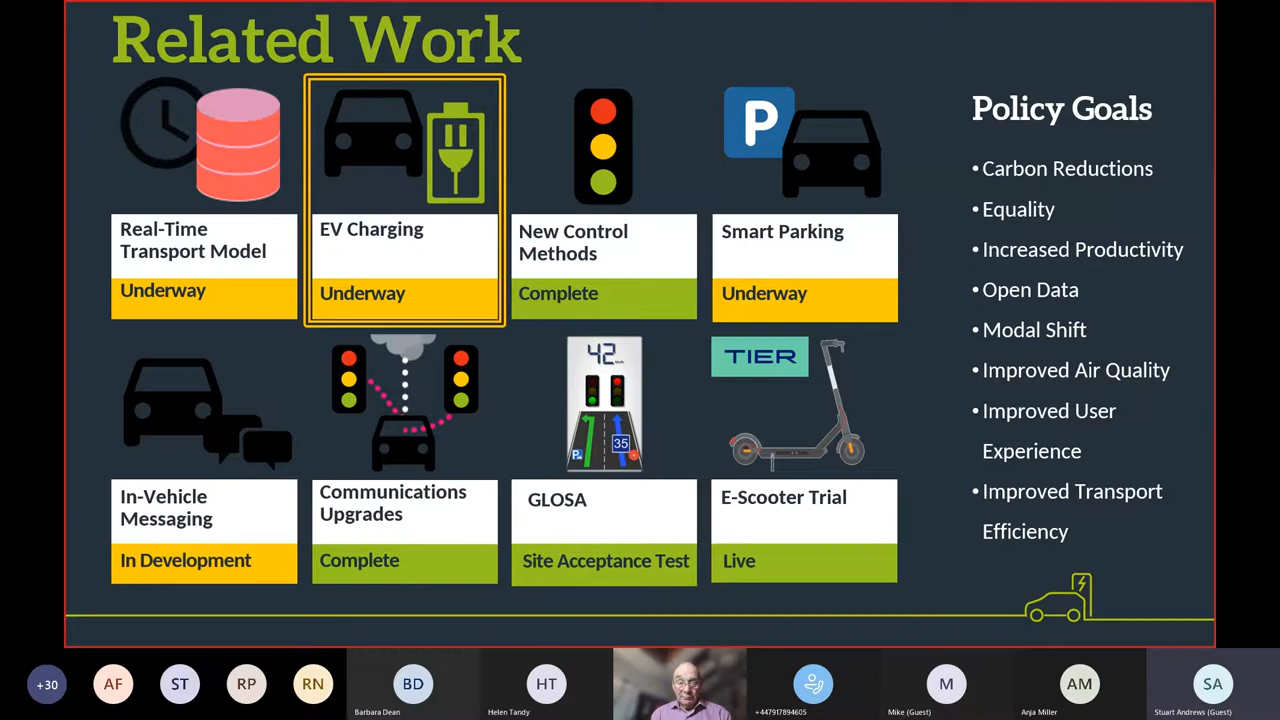 Related Work
Real-Time
Transport Model
Underway
EV Charging
Underway
New Control
Methods
Complete
P
Smart Parking
Underway
In-Vehicle
Messaging
In Development
Communications
Upgrades
Complete
42
35
P
GLOSA
Site Acceptance Test
TIER
E-Scooter Trial
Live
Policy Goals
• Carbon Reductions
• Equality
• Increased Productivity
• Open Data
• Modal Shift
• Improved Air Quality
• Improved User
Experience
• Improved Transport
Efficiency
+30
AF
ST
RP
RN
BD
Barbara Dean
HT
Helen Tandy
+447917894605
M
Mike (Guest)
AM
Anja Miller
SA
Stuart Andrews (Guest)